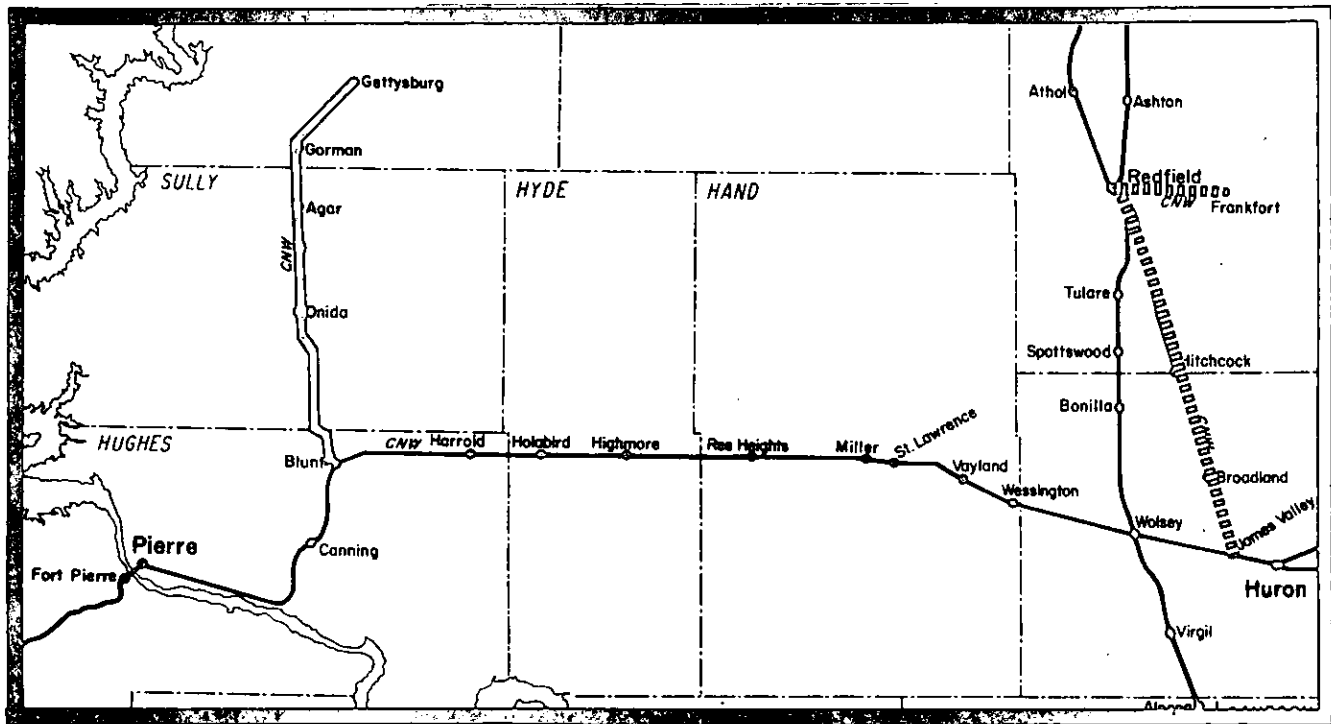 Gettysburg
Athol
Ashton
Gorman
SULLY
HYDE
HAND
Redfield
CNW
Frankfort
Agar
CNW
Onida
Tulare
Spottswood
Hitchcock
Bonilla
HUGHES
CNW
Harrold
Holabird
Highmore
Ree Heights
Miller
St. Lawrence
Blunt
Vayland
Broadland
Wessington
Wolsey
James Valley
Canning
Pierre
Fort Pierre
Huron
Virgil